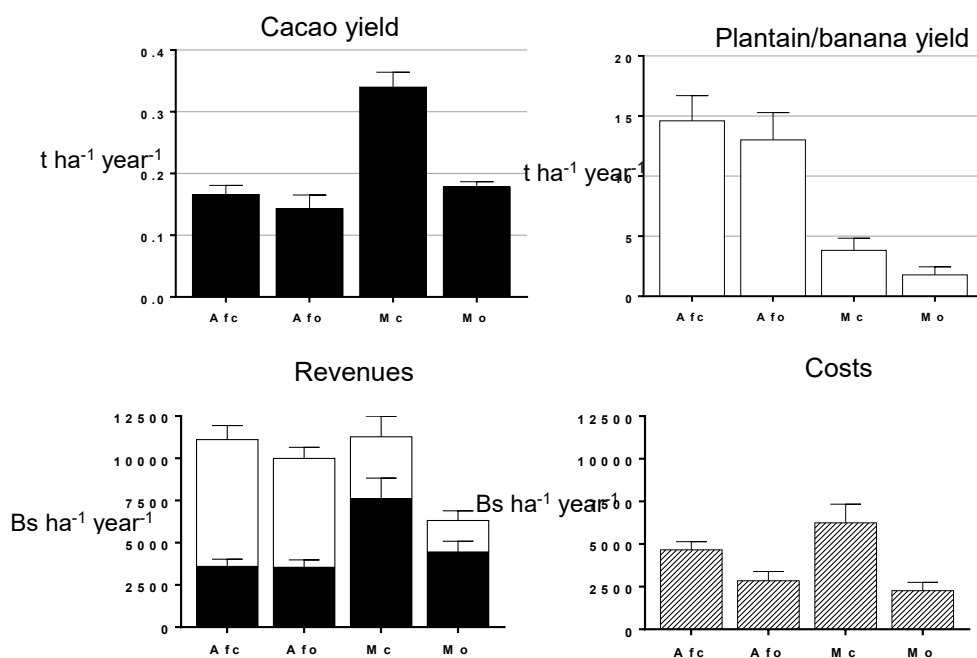 Cacao yield
0.4
0.3
0.2
0.1
0.0
t ha-1 year-1
Afc Afo Mc Mo
Plantain/banana yield
20
15
10
5
0
t ha-1 year-1
Afc Afo Mc Mo
Revenues
12500
10000
7500
5000
2500
0
Bs ha-1 year-1
Afc Afo Mc Mo
Costs
12500
10000
7500
5000
2500
0
Bs ha-1 year-1
Afc Afo Mc Mo